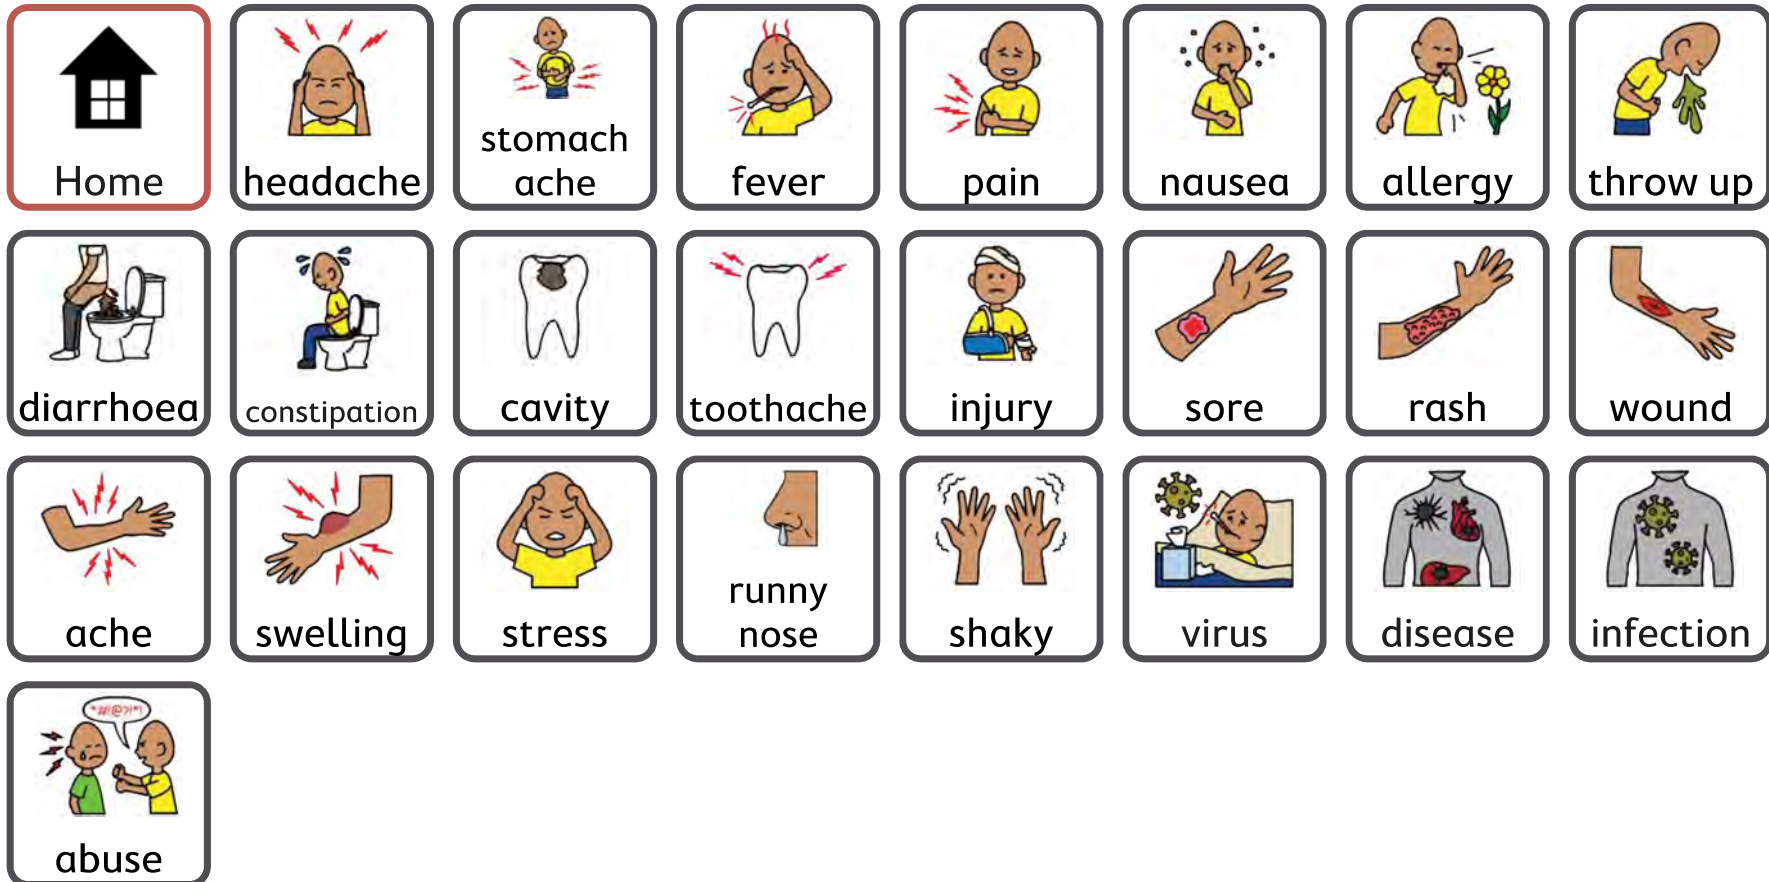 Home
headache
stomach
ache
fever
pain
nausea
allergy
throw up
diarrhoea
constipation
cavity
toothache
injury
sore
rash
wound
ache
swelling
stress
runny
nose
shaky
virus
disease
infection
*#!@?!*!
abuse